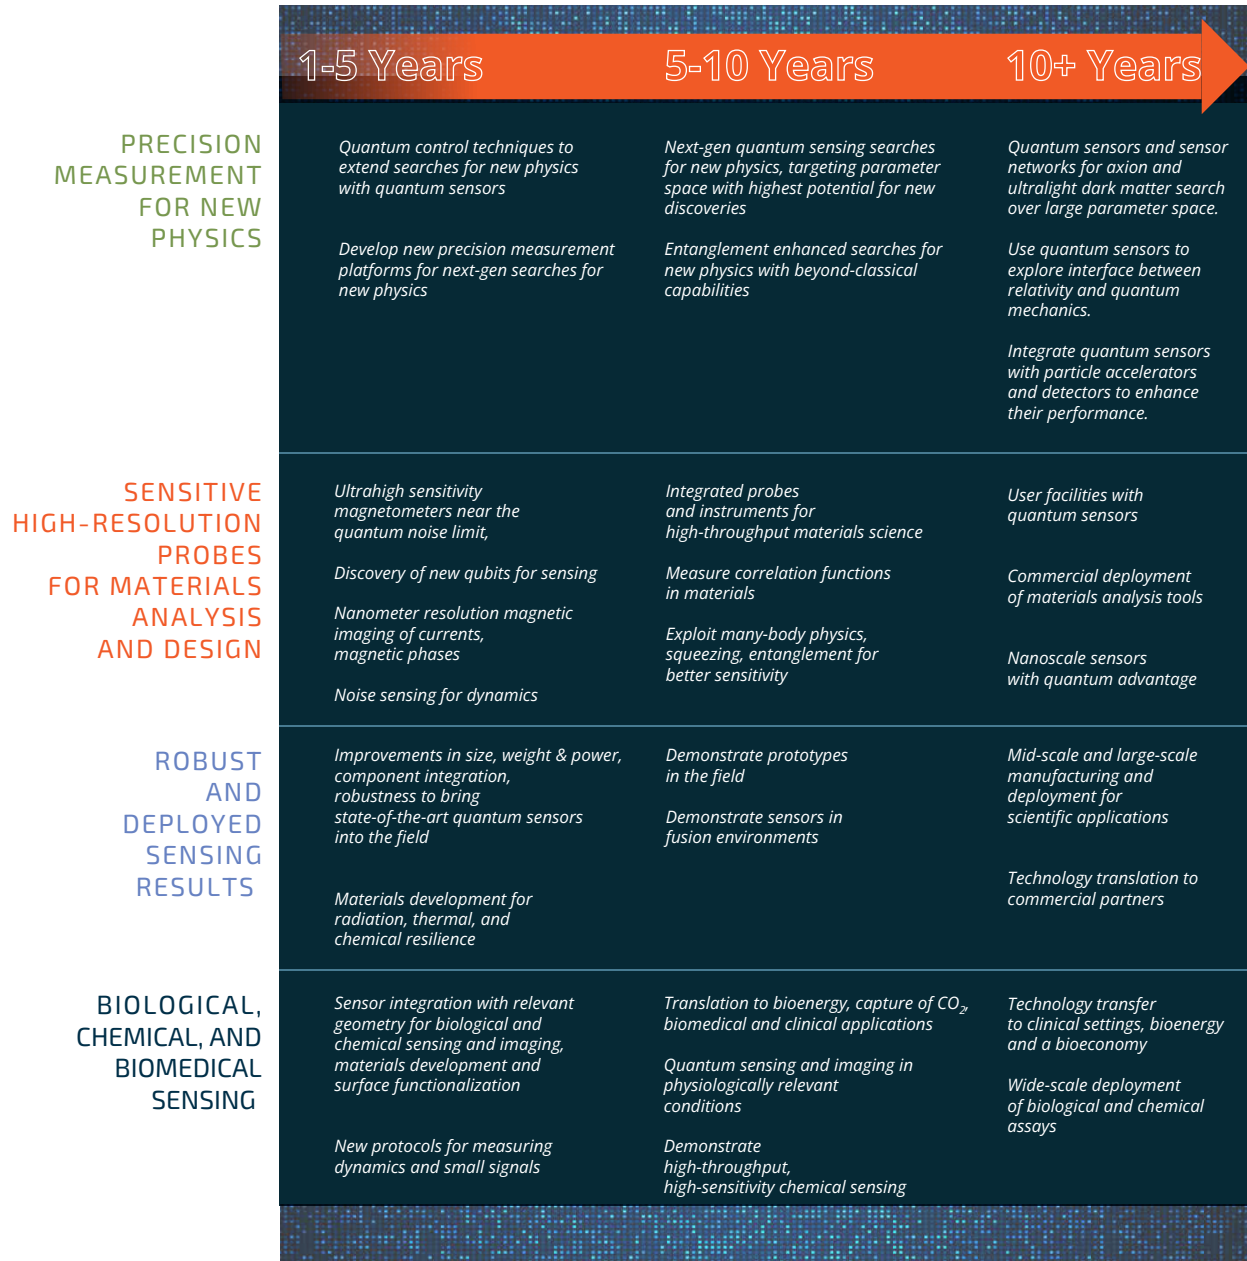 1-5 Years
5-10 Years
10+ Years
PRECISION
MEASUREMENT
FOR NEW
PHYSICS
Quantum control techniques to
extend searches for new physics
with quantum sensors
Develop new precision measurement
platforms for next-gen searches for
new physics
Next-gen quantum sensing searches
for new physics, targeting parameter
space with highest potential for new
discoveries
Entanglement enhanced searches for
new physics with beyond-classical
capabilities
Quantum sensors and sensor
networks for axion and
ultralight dark matter search
over large parameter space.
Use quantum sensors to
explore interface between
relativity and quantum
mechanics.
Integrate quantum sensors
with particle accelerators
and detectors to enhance
their performance.
SENSITIVE
HIGH-RESOLUTION
PROBES
FOR MATERIALS
ANALYSIS
AND DESIGN
Ultrahigh sensitivity
magnetometers near the
quantum noise limit,
Discovery of new qubits for sensing
Nanometer resolution magnetic
imaging of currents,
magnetic phases
Noise sensing for dynamics
Integrated probes
and instruments for
high-throughput materials science
Measure correlation functions
in materials
Exploit many-body physics,
squeezing, entanglement for
better sensitivity
User facilities with
quantum sensors
Commercial deployment
of materials analysis tools
Nanoscale sensors
with quantum advantage
ROBUST
AND
DEPLOYED
SENSING
RESULTS
Improvements in size, weight & power,
component integration,
robustness to bring
state-of-the-art quantum sensors
into the field
Materials development for
radiation, thermal, and
chemical resilience
Demonstrate prototypes
in the field
Demonstrate sensors in
fusion environments
Mid-scale and large-scale
manufacturing and
deployment for
scientific applications
Technology translation to
commercial partners
BIOLOGICAL,
CHEMICAL, AND
BIOMEDICAL
SENSING
Sensor integration with relevant
geometry for biological and
chemical sensing and imaging,
materials development and
surface functionalization
New protocols for measuring
dynamics and small signals
Translation to bioenergy, capture of CO₂,
biomedical and clinical applications
Quantum sensing and imaging in
physiologically relevant
conditions
Demonstrate
high-throughput,
high-sensitivity chemical sensing
Technology transfer
to clinical settings, bioenergy
and a bioeconomy
Wide-scale deployment
of biological and chemical
assays